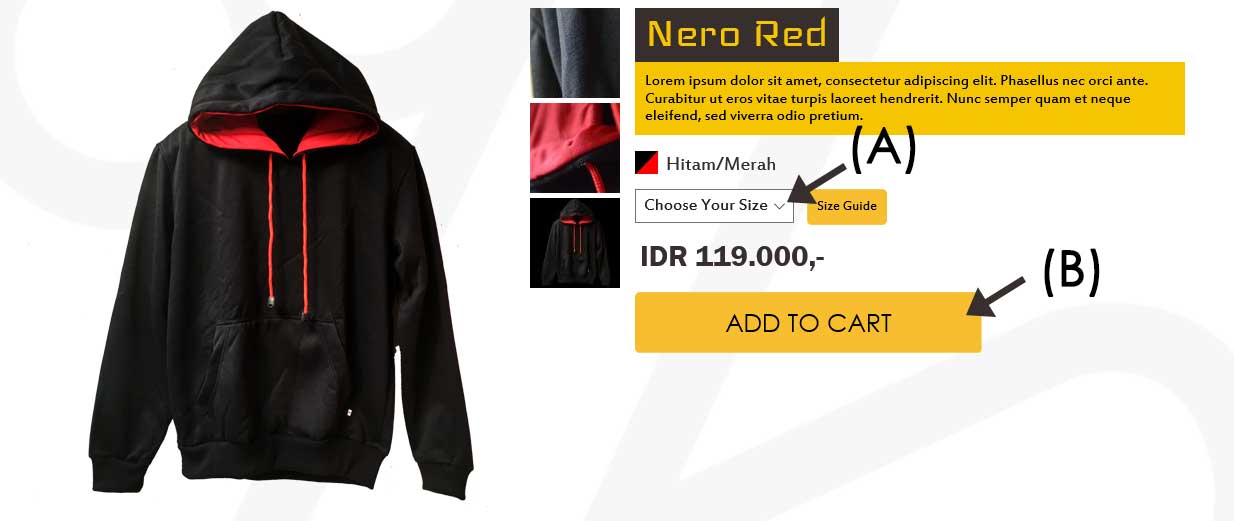 Nero Red
Lorem ipsum dolor sit amet, consectetur adipiscing elit. Phasellus nec orci ante.
Curabitur ut eros vitae turpis laoreet hendrerit. Nunc semper quam et neque
eleifend, sed viverra odio pretium.
(A)
Hitam/Merah
Choose Your Size
Size Guide
IDR 119.000,-
(B)
ADD TO CART